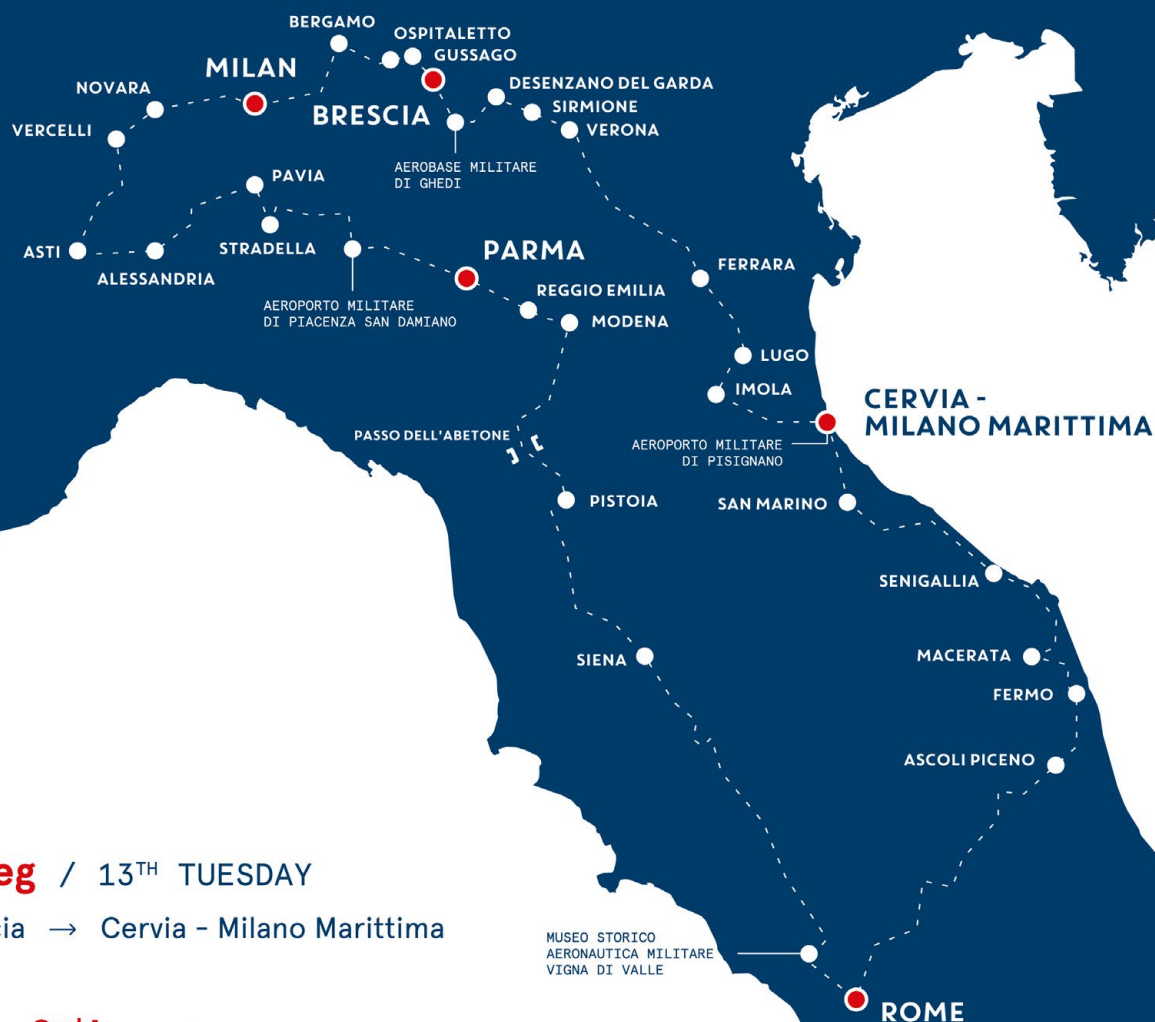 BERGAMO
OSPITALETTO
GUSSAGO
MILAN
DESENZANO DEL GARDA
NOVARA
SIRMIONE
BRESCIA
VERCELLI
VERONA
AEROBASE MILITARE
DI GHEDI
PAVIA
STRADELLA
ASTI
PARMA
ALESSANDRIA
FERRARA
REGGIO EMILIA
AEROPORTO MILITARE
DI PIACENZA SAN DAMIANO
MODENA
LUGO
IMOLA
CERVIA -
MILANO MARITTIMA
PASSO DELL'ABETONE
AEROPORTO MILITARE
DI PISIGNANO
PISTOIA
SAN MARINO
SENIGALLIA
SIENA
MACERATA
FERMO
ASCOLI PICENO
eg / 13TH TUESDAY
cia → Cervia - Milano Marittima
MUSEO STORICO
AERONAUTICA MILITARE
VIGNA DI VALLE
ROME